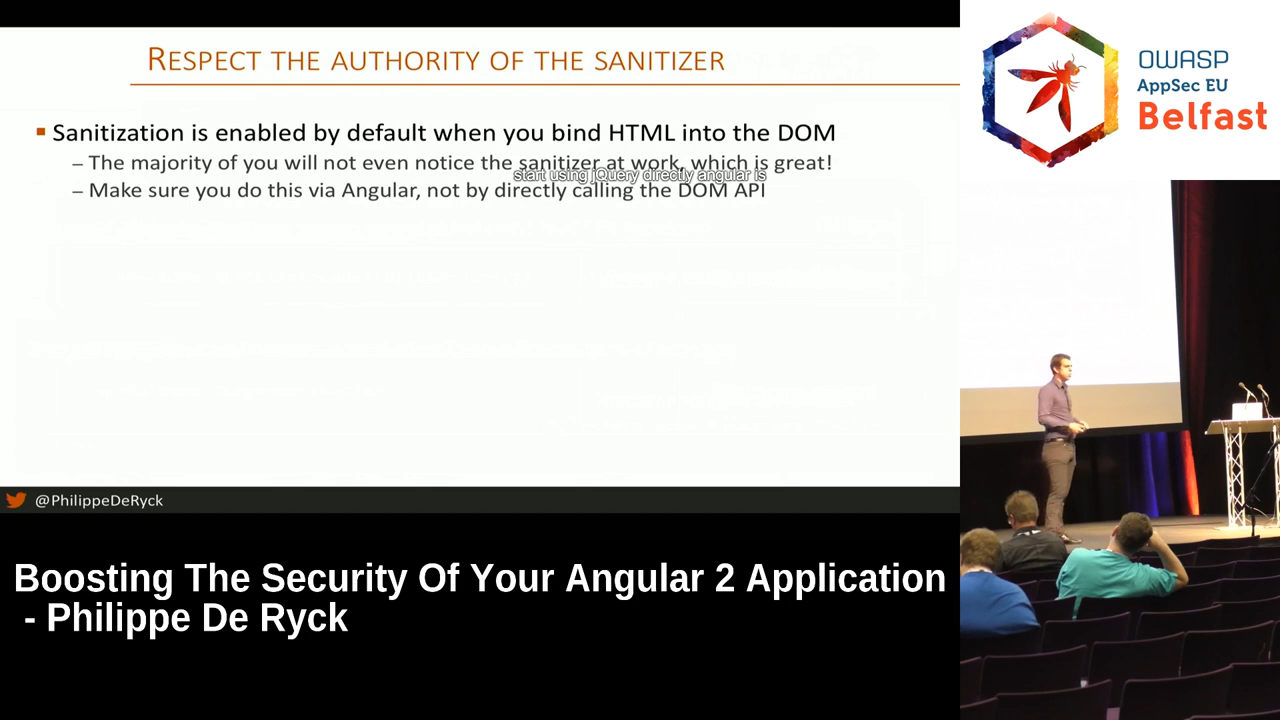 RESPECT THE AUTHORITY OF THE SANITIZER
▪ Sanitization is enabled by default when you bind HTML into the DOM
– The majority of you will not even notice the sanitizer at work, which is great!
start using jQuery directly angular is
– Make sure you do this via Angular, not by directly calling the DOM API
@PhilippeDeRyck
Boosting The Security Of Your Angular 2 Application
- Philippe De Ryck
OWASP
AppSec EU
Belfast